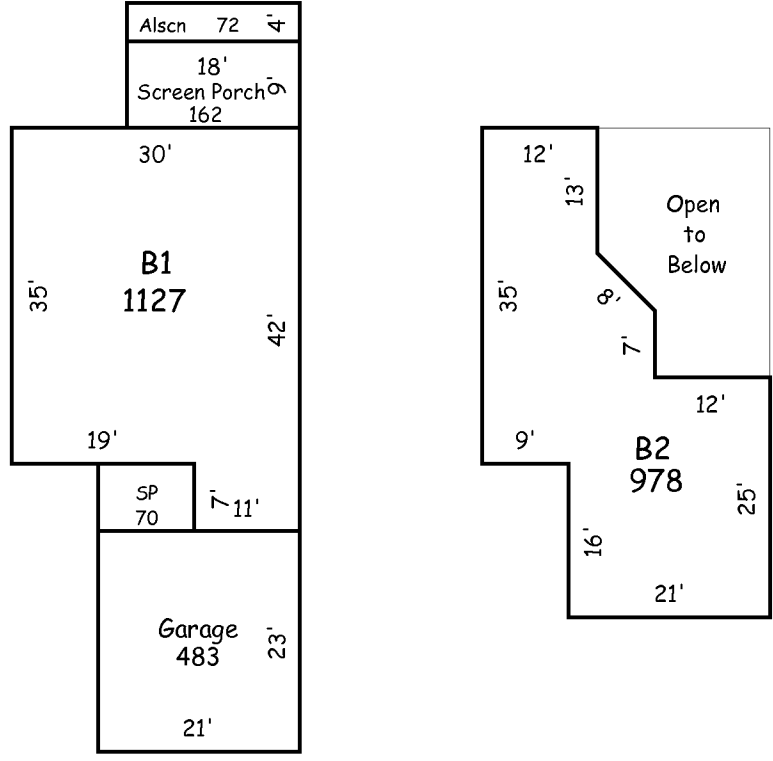 Alscn 72 4'
18'
Screen Porch 9'
162
30'
B1
1127
35'
42'
19'
SP
70
7'
11'
Garage
483
23'
21'
12'
13'
Open
to
Below
35'
8'
7'
12'
9'
B2
978
25'
16'
21'